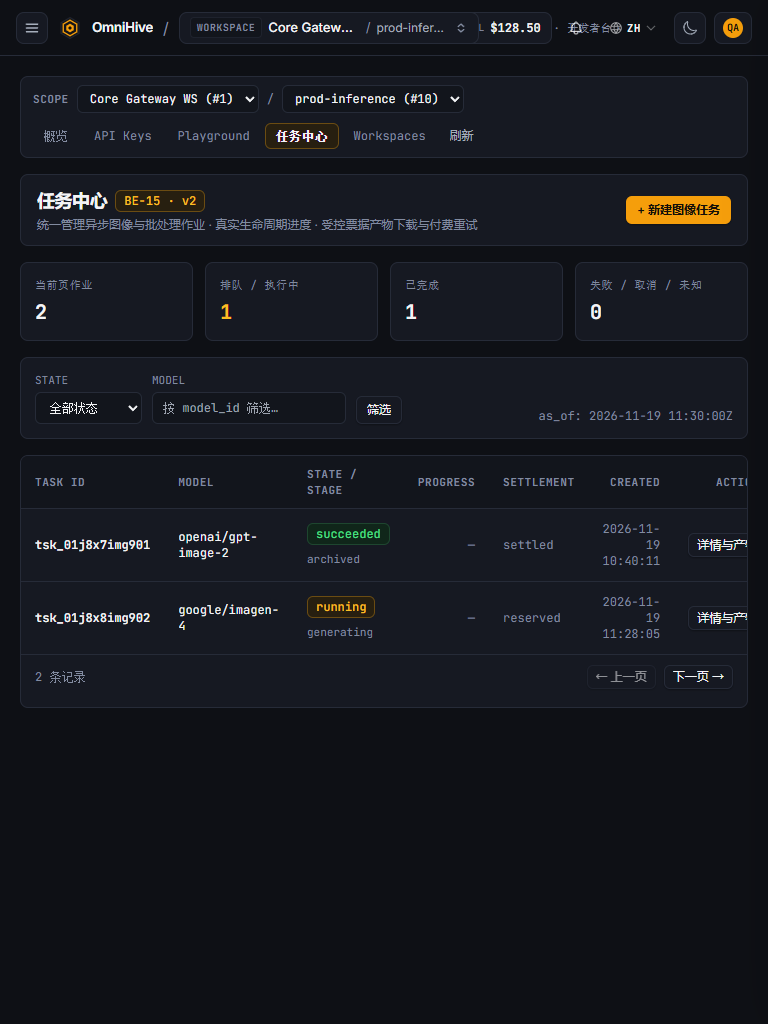 OmniHive / WORKSPACE Core Gatew... / prod-infer... $128.50 · ZH QA
SCOPE Core Gateway WS (#1) / prod-inference (#10)
概览 API Keys Playground 任务中心 Workspaces 刷新
任务中心 BE-15 · v2
统一管理异步图像与批处理作业 · 真实生命周期进度 · 受控票据产物下载与付费重试
+ 新建图像任务
当前页作业 排队 / 执行中 已完成 失败 / 取消 / 未知
2 1 1 0
STATE MODEL
全部状态 按 model_id 筛选… 筛选 as_of: 2026-11-19 11:30:00Z
TASK ID MODEL STATE / STAGE PROGRESS SETTLEMENT CREATED
tsk_01j8x7img901 openai/gpt-image-2 succeeded archived — settled 2026-11-19 10:40:11 详情与产
tsk_01j8x8img902 google/imagen-4 running generating — reserved 2026-11-19 11:28:05 详情与产
2 条记录 ← 上一页 下一页 →